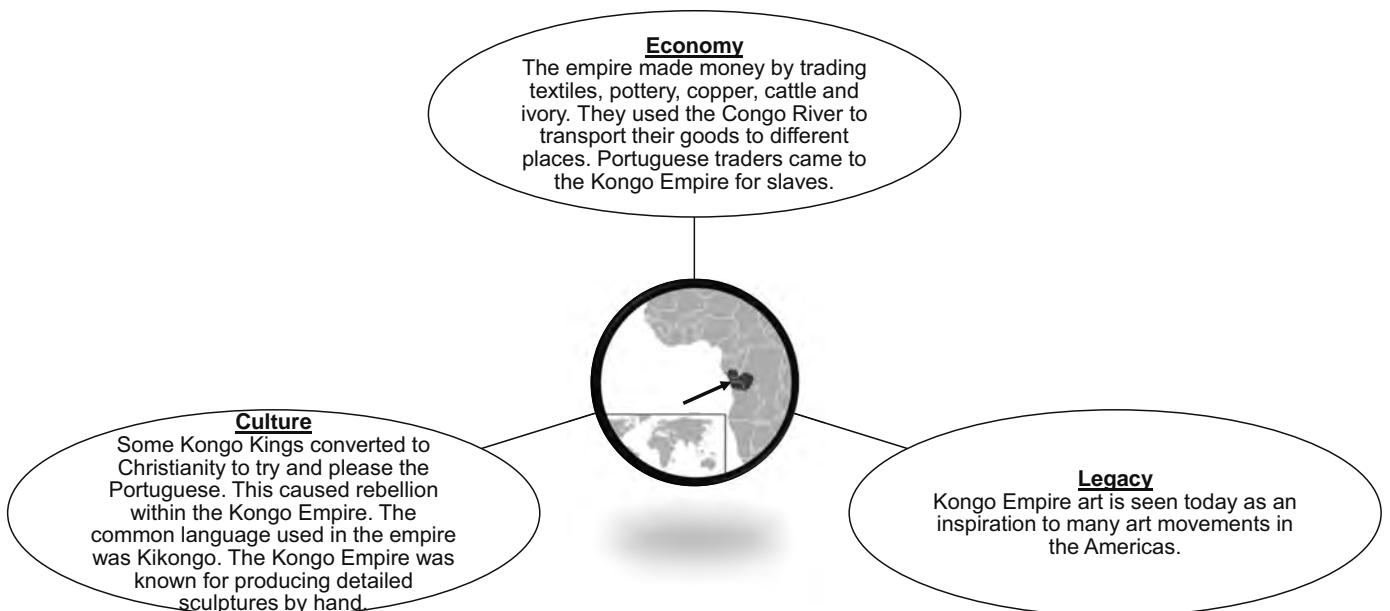 Economy
The empire made money by trading
textiles, pottery, copper, cattle and
ivory. They used the Congo River to
transport their goods to different
places. Portuguese traders came to
the Kongo Empire for slaves.
Culture
Some Kongo Kings converted to
Christianity to try and please the
Portuguese. This caused rebellion
within the Kongo Empire. The
common language used in the empire
was Kikongo. The Kongo Empire was
known for producing detailed
sculptures by hand.
Legacy
Kongo Empire art is seen today as an
inspiration to many art movements in
the Americas.